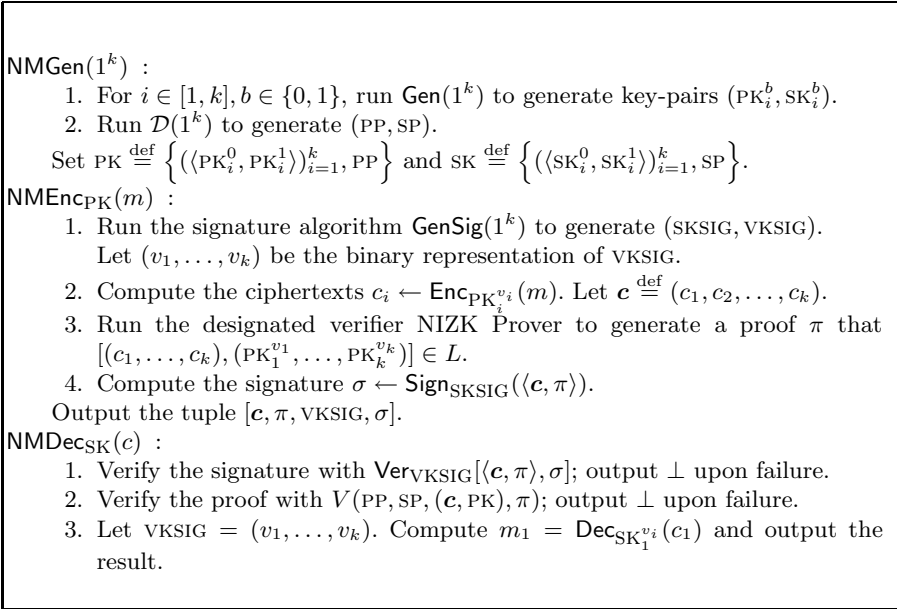 NMGen(1^k) :
1. For i ∈ [1, k], b ∈ {0, 1}, run Gen(1^k) to generate key-pairs (PK_i^b, SK_i^b).
2. Run 𝒟(1^k) to generate (PP, SP).
Set PK ≝ {(⟨PK_i^0, PK_i^1⟩)_{i=1}^k, PP} and SK ≝ {(⟨SK_i^0, SK_i^1⟩)_{i=1}^k, SP}.
NMEnc_PK(m) :
1. Run the signature algorithm GenSig(1^k) to generate (SKSIG, VKSIG).
Let (v_1, . . . , v_k) be the binary representation of VKSIG.
2. Compute the ciphertexts c_i ← Enc_{PK_i^{v_i}}(m). Let 𝒄 ≝ (c_1, c_2, . . . , c_k).
3. Run the designated verifier NIZK Prover to generate a proof π that
[(c_1, . . . , c_k), (PK_1^{v_1}, . . . , PK_k^{v_k})] ∈ L.
4. Compute the signature σ ← Sign_SKSIG(⟨𝒄, π⟩).
Output the tuple [𝒄, π, VKSIG, σ].
NMDec_SK(c) :
1. Verify the signature with Ver_VKSIG[⟨𝒄, π⟩, σ]; output ⊥ upon failure.
2. Verify the proof with V(PP, SP, (𝒄, PK), π); output ⊥ upon failure.
3. Let VKSIG = (v_1, . . . , v_k). Compute m_1 = Dec_{SK_1^{v_i}}(c_1) and output the
result.